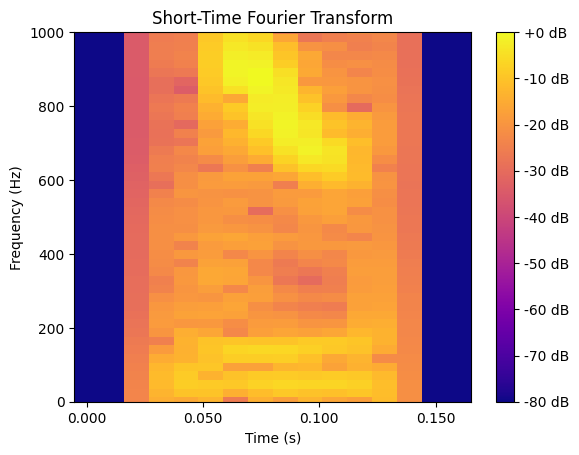 Short-Time Fourier Transform
1000
800
600
400
200
0
Frequency (Hz)
0.000
0.050
0.100
0.150
Time (s)
+0 dB
-10 dB
-20 dB
-30 dB
-40 dB
-50 dB
-60 dB
-70 dB
-80 dB